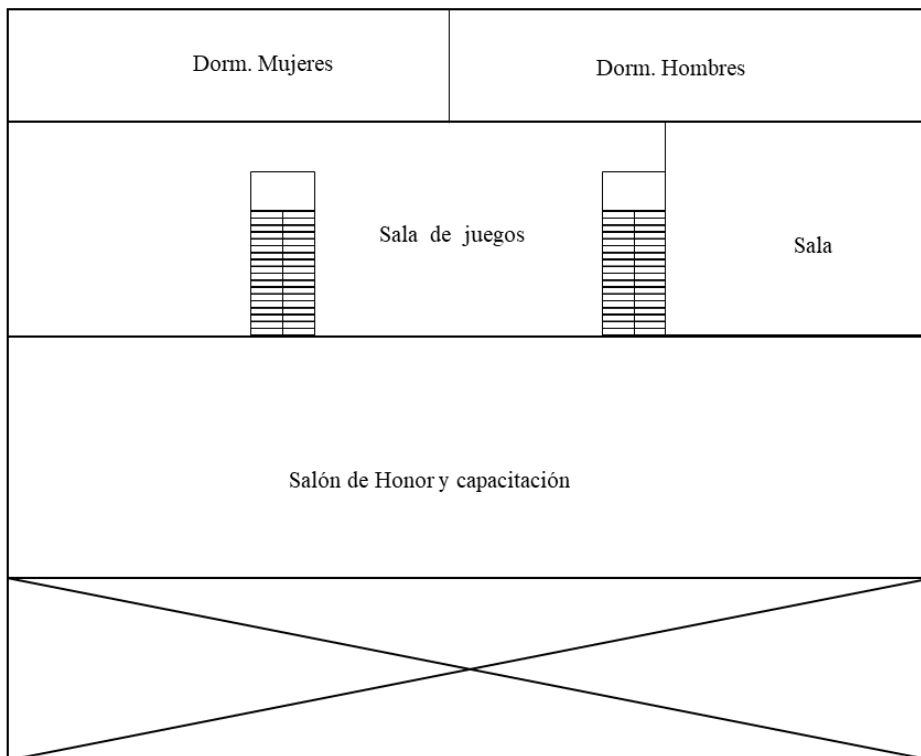 Dorm. Mujeres
Dorm. Hombres
Sala de juegos
Sala
Salón de Honor y capacitación